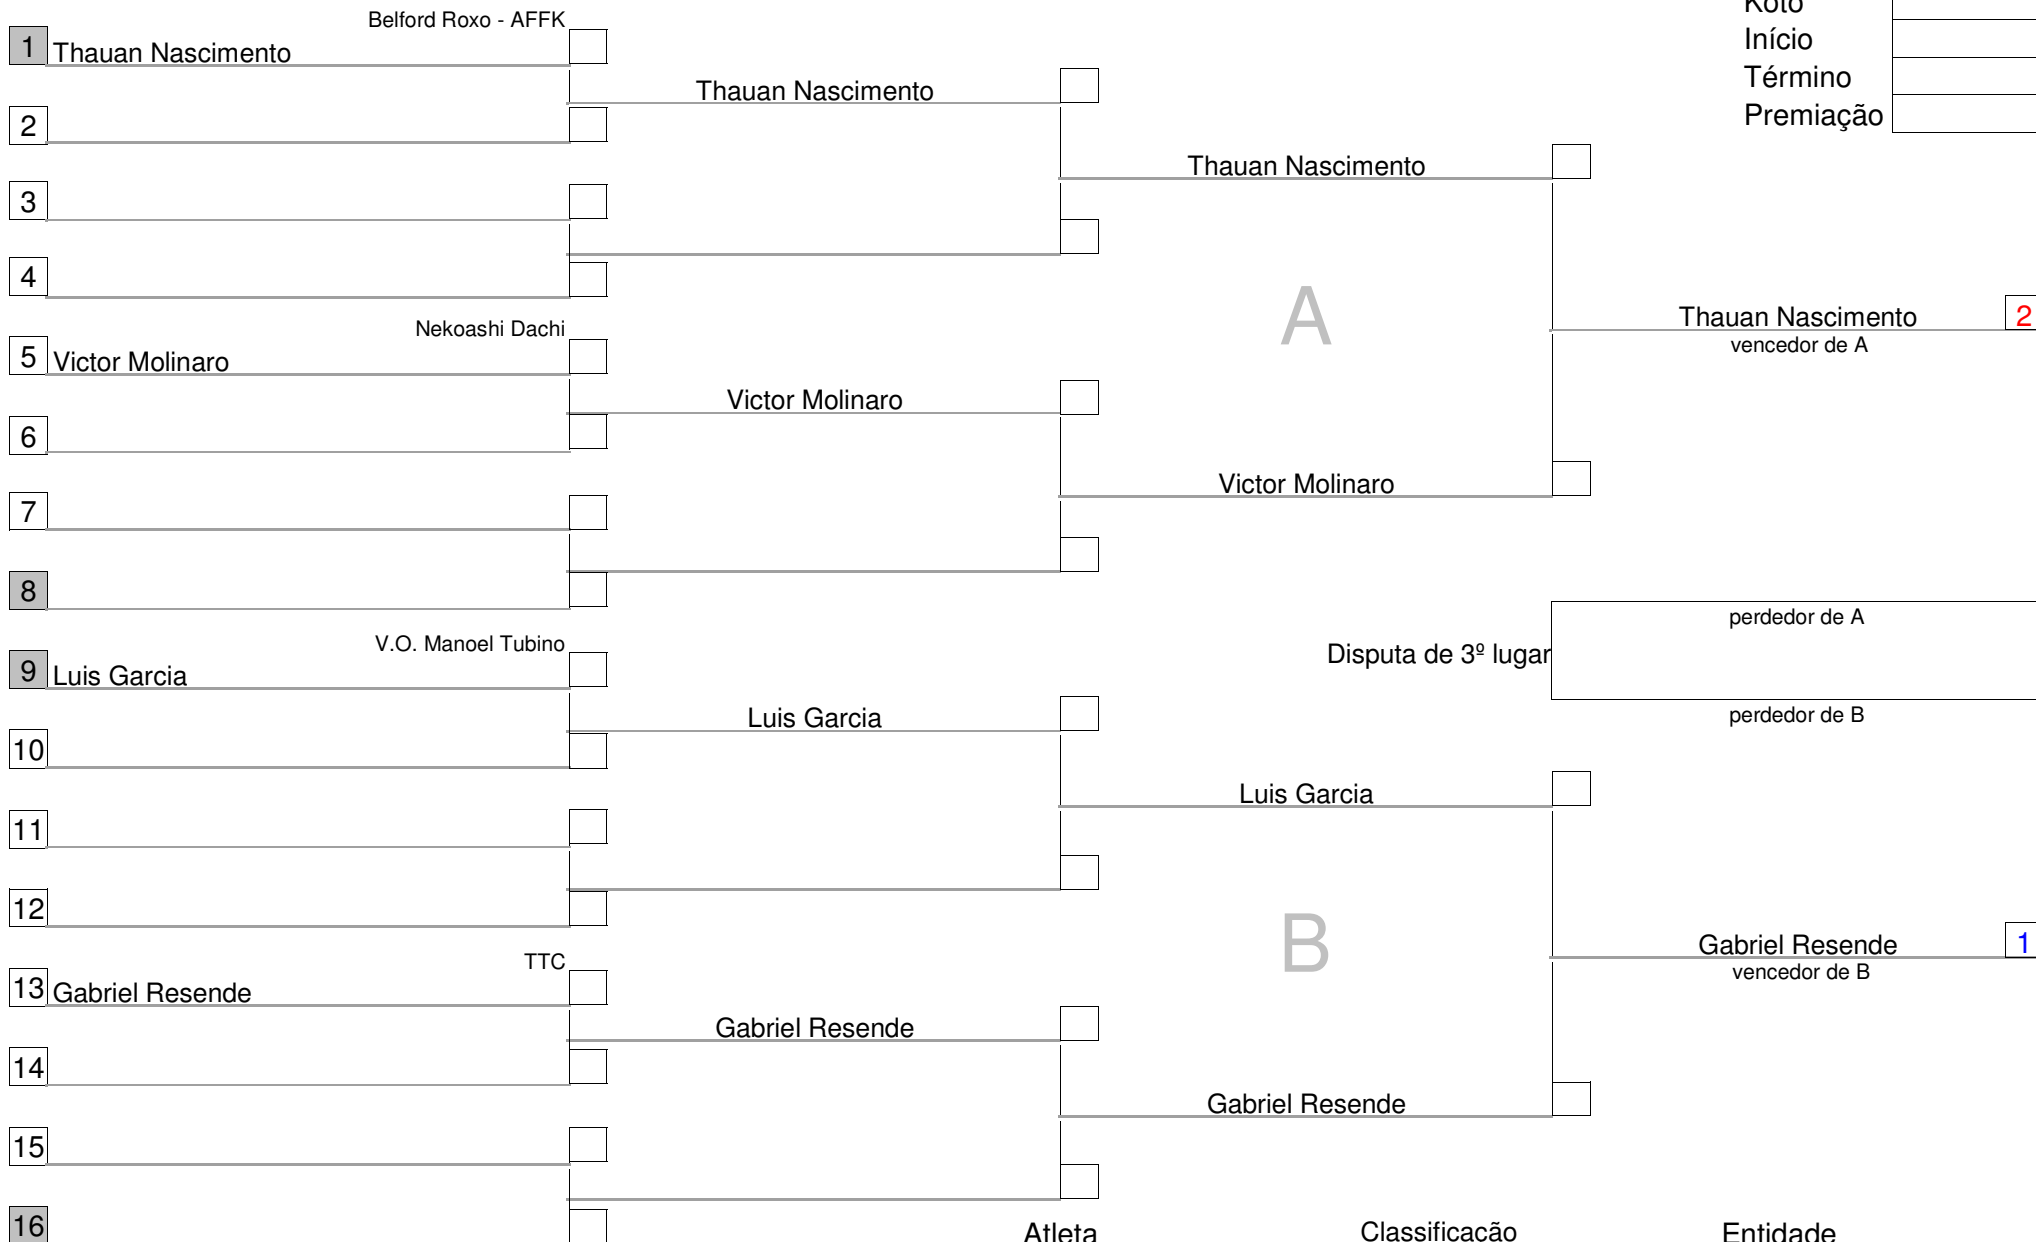 Belford Roxo - AFFK
1 Thauan Nascimento
Thauan Nascimento
2
Thauan Nascimento
3
4
Nekoashi Dachi
5 Victor Molinaro
Victor Molinaro
6
Victor Molinaro
7
8
V.O. Manoel Tubino
9 Luis Garcia
Luis Garcia
10
Luis Garcia
11
12
TTC
13 Gabriel Resende
Gabriel Resende
14
Gabriel Resende
15
16
Koto
Início
Término
Premiação
A
Thauan Nascimento 2
vencedor de A
perdedor de A
Disputa de 3º lugar
perdedor de B
B
Gabriel Resende 1
vencedor de B
Atleta Classificação Entidade